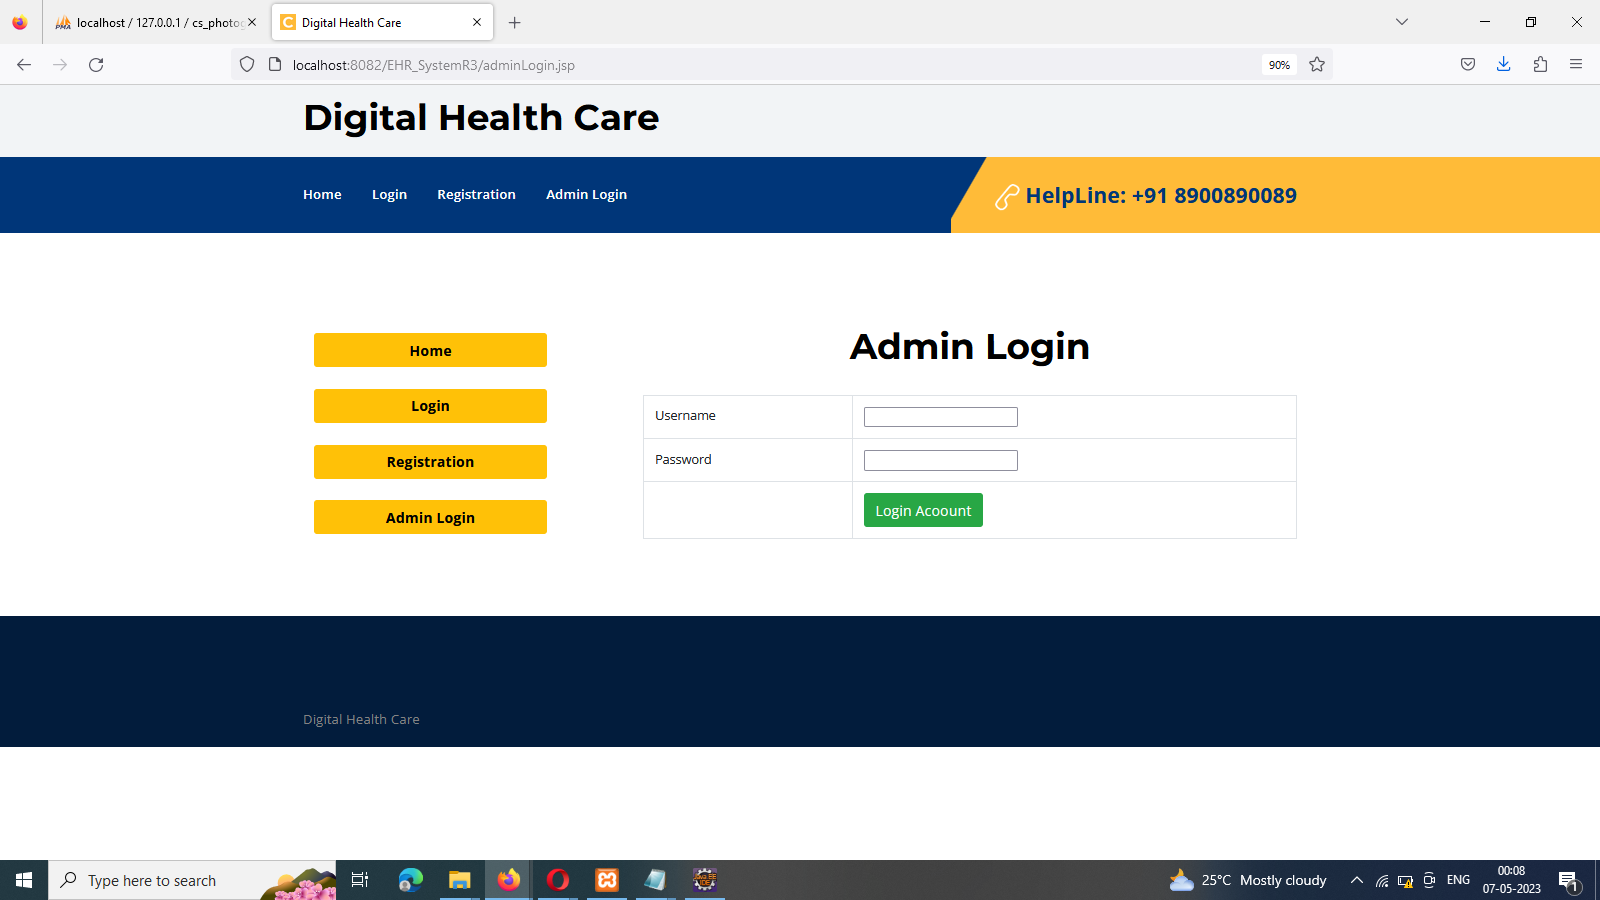 localhost / 127.0.0.1 / cs_photog
Digital Health Care
localhost:8082/EHR_SystemR3/adminLogin.jsp
90%
Digital Health Care
Home
Login
Registration
Admin Login
HelpLine: +91 8900890089
Home
Login
Registration
Admin Login
Admin Login
Username
Password
Login Acoount
Digital Health Care
Type here to search
25°C Mostly cloudy
ENG
00:08
07-05-2023
1